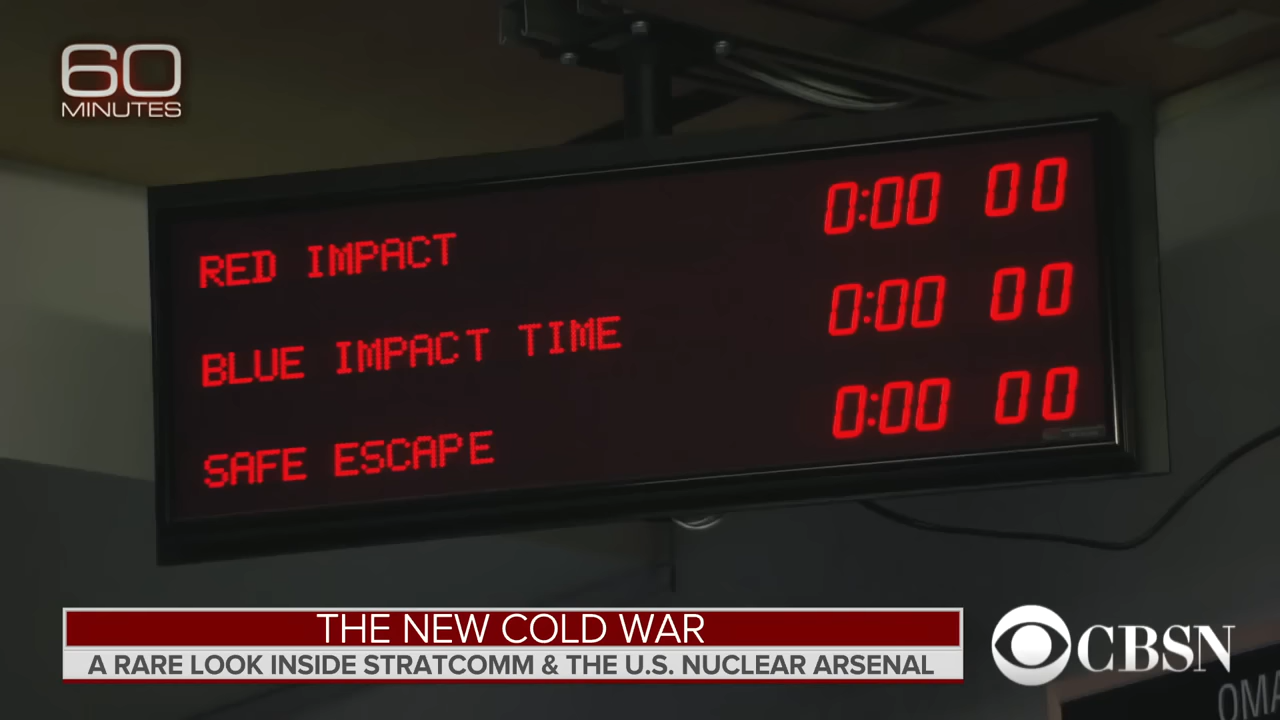 60
MINUTES
RED IMPACT 0:00 00
BLUE IMPACT TIME 0:00 00
SAFE ESCAPE 0:00 00
THE NEW COLD WAR
A RARE LOOK INSIDE STRATCOMM & THE U.S. NUCLEAR ARSENAL
CBSN